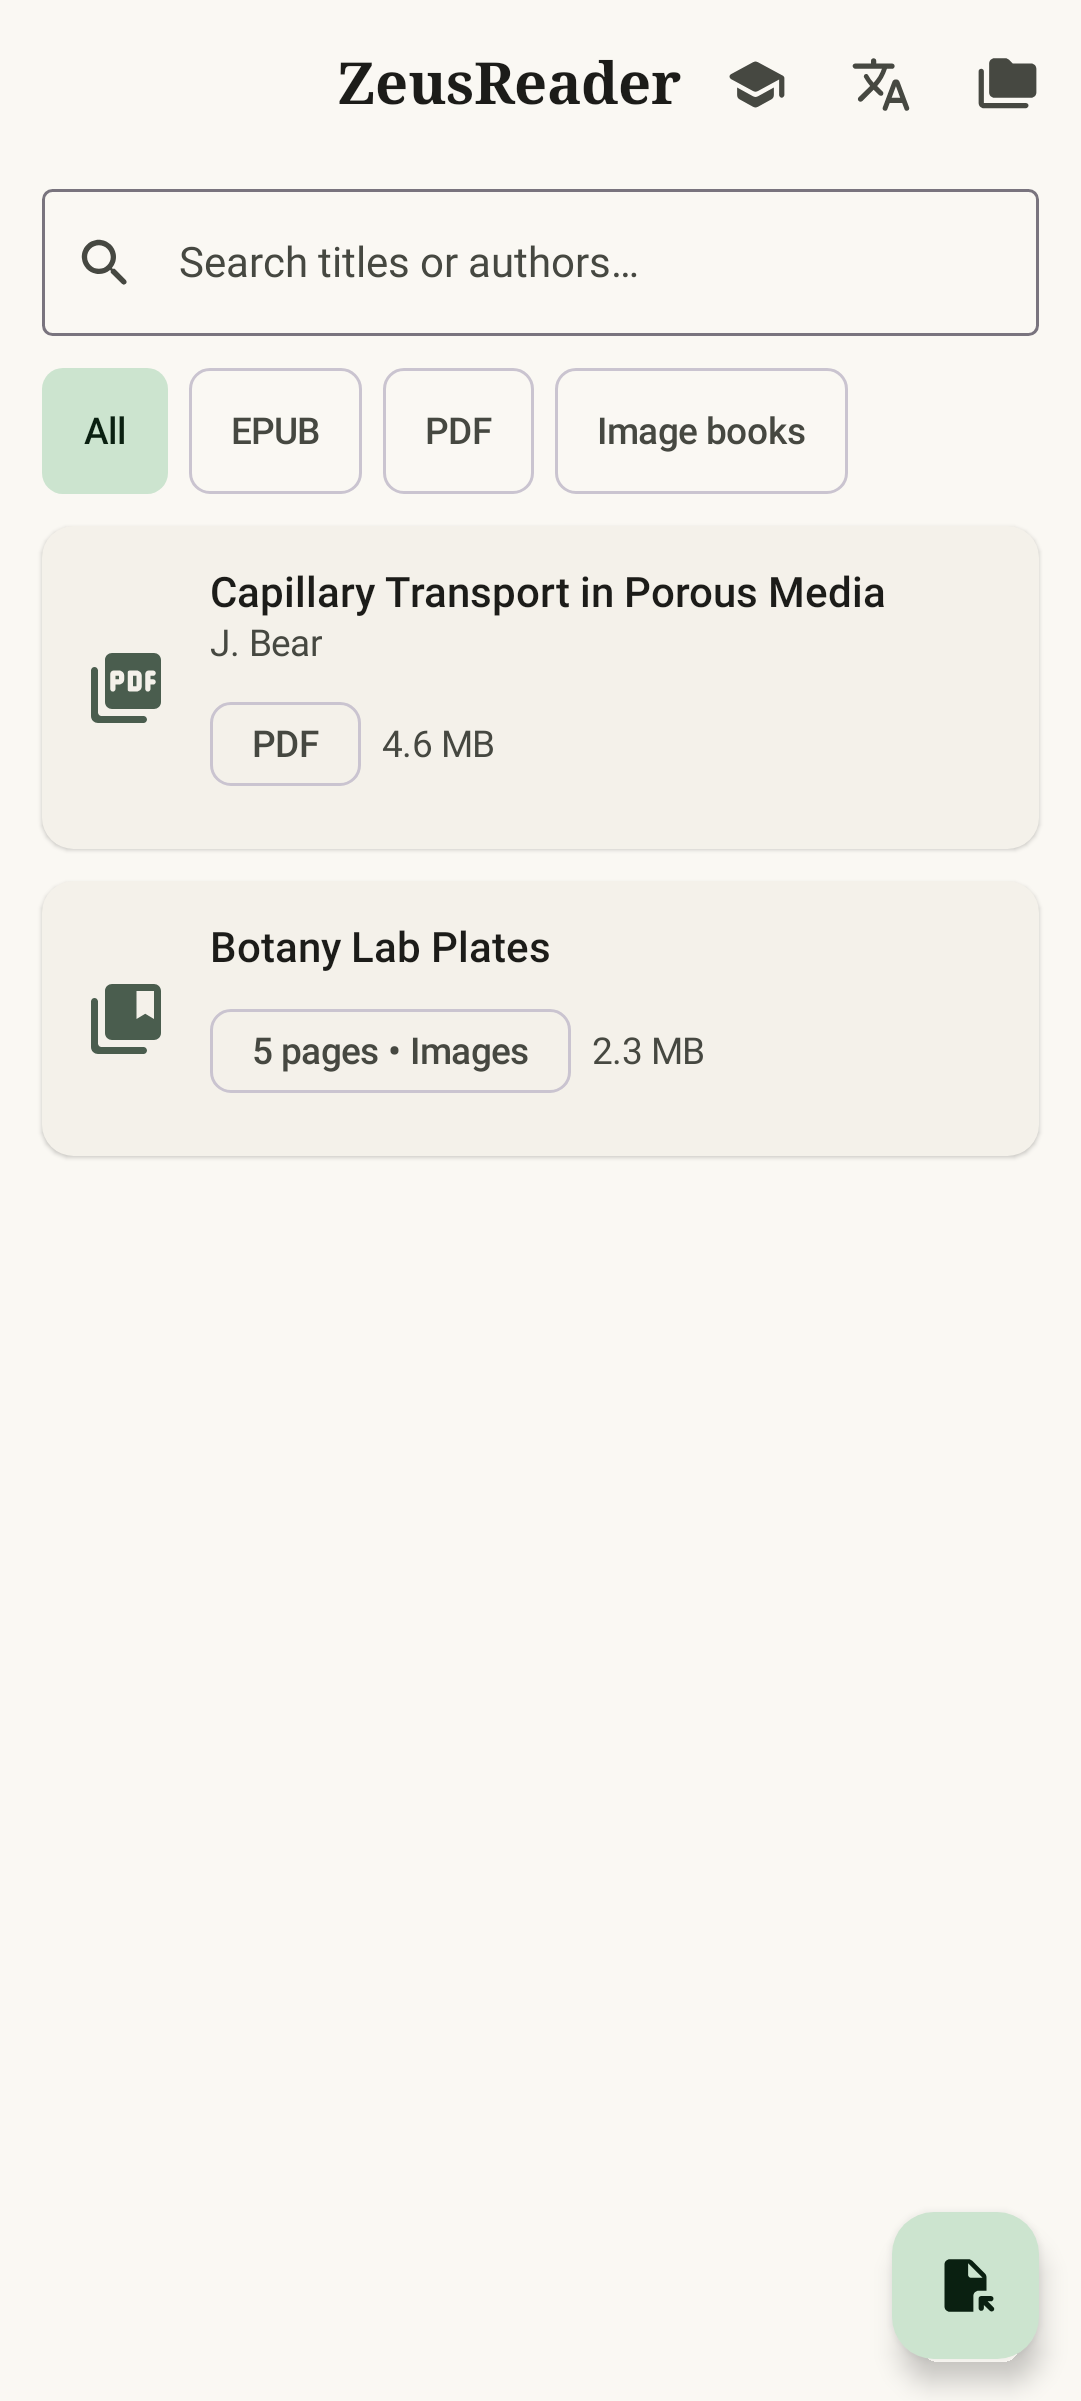 ZeusReader
Search titles or authors...
All
EPUB
PDF
Image books
Capillary Transport in Porous Media
J. Bear
PDF
PDF
4.6 MB
Botany Lab Plates
5 pages • Images
2.3 MB